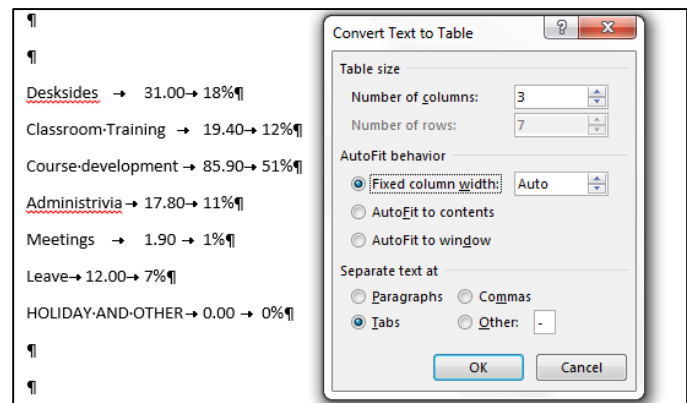 ¶
¶
Desksides → 31.00→ 18%¶
Classroom·Training → 19.40→ 12%¶
Course·development → 85.90→ 51%¶
Administrivia → 17.80→ 11%¶
Meetings → 1.90 → 1%¶
Leave→ 12.00→ 7%¶
HOLIDAY·AND·OTHER→ 0.00 → 0%¶
¶
¶
Convert Text to Table
Table size
Number of columns: 3
Number of rows: 7
AutoFit behavior
Fixed column width: Auto
AutoFit to contents
AutoFit to window
Separate text at
Paragraphs Commas
Tabs Other: -
OK Cancel